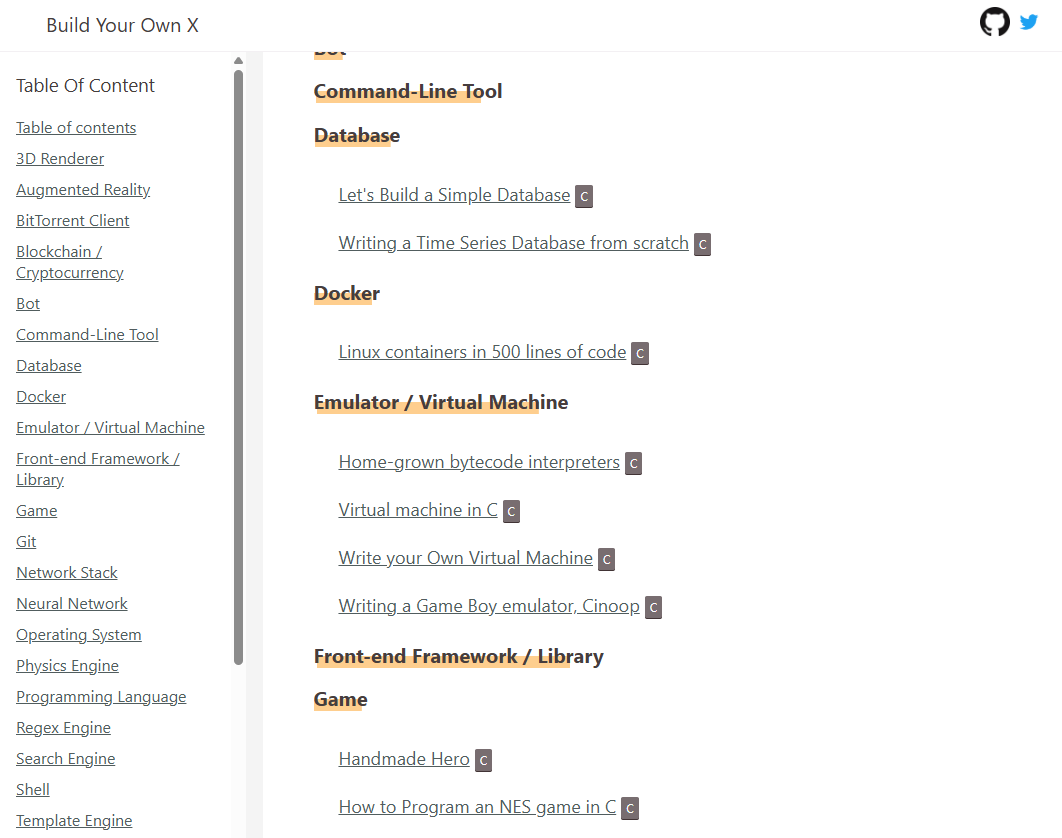 Build Your Own X
Table Of Content
Table of contents
3D Renderer
Augmented Reality
BitTorrent Client
Blockchain /
Cryptocurrency
Bot
Command-Line Tool
Database
Docker
Emulator / Virtual Machine
Front-end Framework /
Library
Game
Git
Network Stack
Neural Network
Operating System
Physics Engine
Programming Language
Regex Engine
Search Engine
Shell
Template Engine
Bot
Command-Line Tool
Database
Let's Build a Simple Database C
Writing a Time Series Database from scratch C
Docker
Linux containers in 500 lines of code C
Emulator / Virtual Machine
Home-grown bytecode interpreters C
Virtual machine in C C
Write your Own Virtual Machine C
Writing a Game Boy emulator, Cinoop C
Front-end Framework / Library
Game
Handmade Hero C
How to Program an NES game in C C